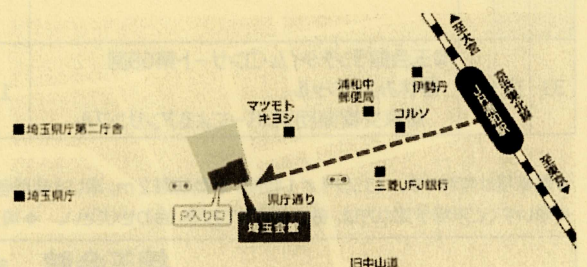 至大宮
京浜東北線
JR浦和駅
伊勢丹
浦和中
郵便局
コルソ
マツモト
キヨシ
埼玉県庁第二庁舎
埼玉県庁
三菱UFJ銀行
至東京
県庁通り
P入り口
埼玉会館
旧中山道